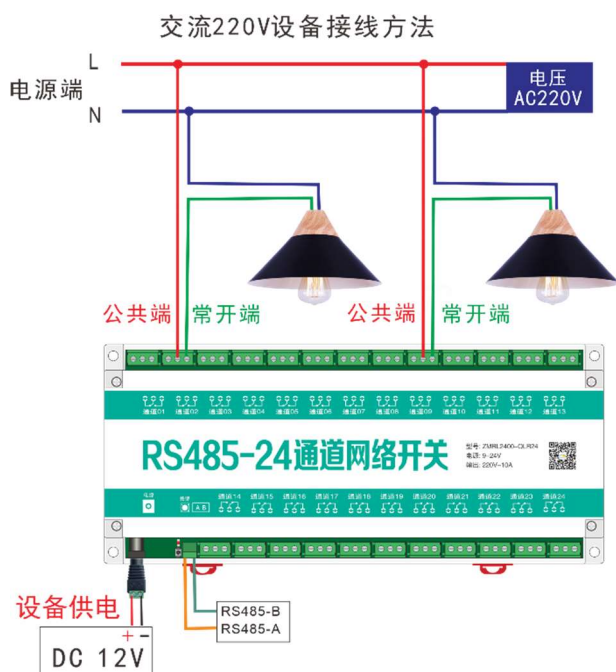 交流220V设备接线方法
L
电源端
N
电压
AC220V
公共端
常开端
公共端
常开端
通道01 通道02 通道03 通道04 通道05 通道06 通道07 通道08 通道09 通道10 通道11 通道12 通道13
RS485-24通道网络开关
电源: 9-24V
输出: 220V-10A
A B
通道14 通道15 通道16 通道17 通道18 通道19 通道20 通道21 通道22 通道23 通道24
设备供电
+ -
DC 12V
RS485-B
RS485-A